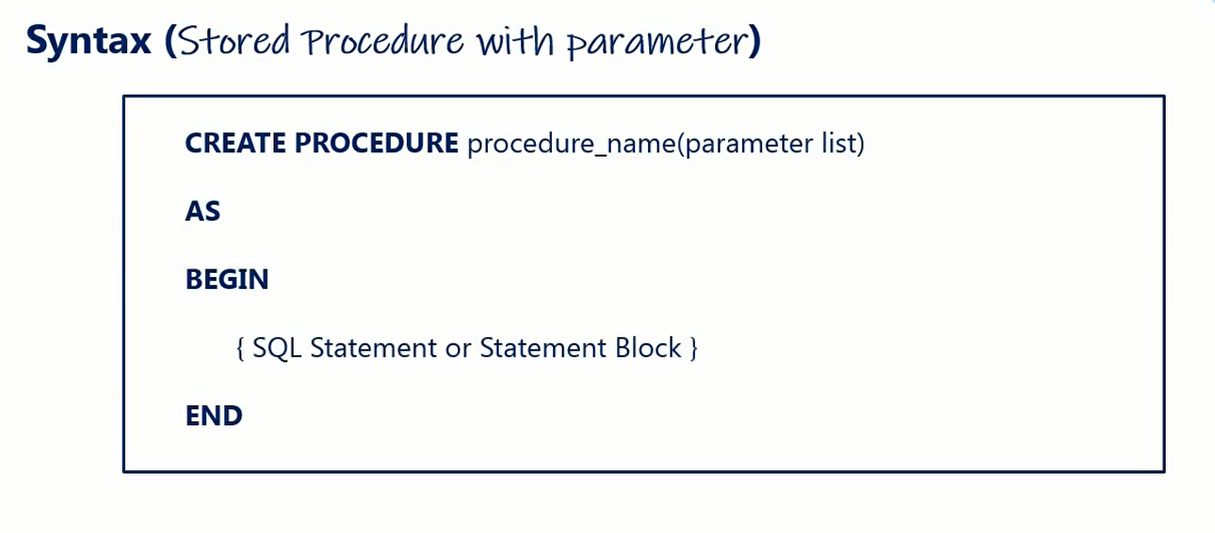 Syntax (Stored Procedure with parameter)
CREATE PROCEDURE procedure_name(parameter list)
AS
BEGIN
{ SQL Statement or Statement Block }
END